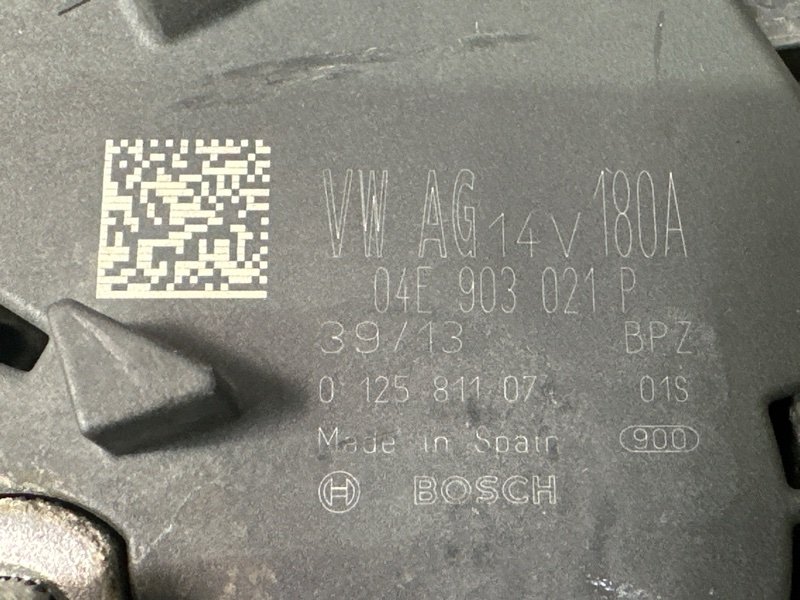 VW AG 14V 180A
04E 903 021 P
39/13 BPZ
0 125 811 07 01S
Made in Spain 900
BOSCH